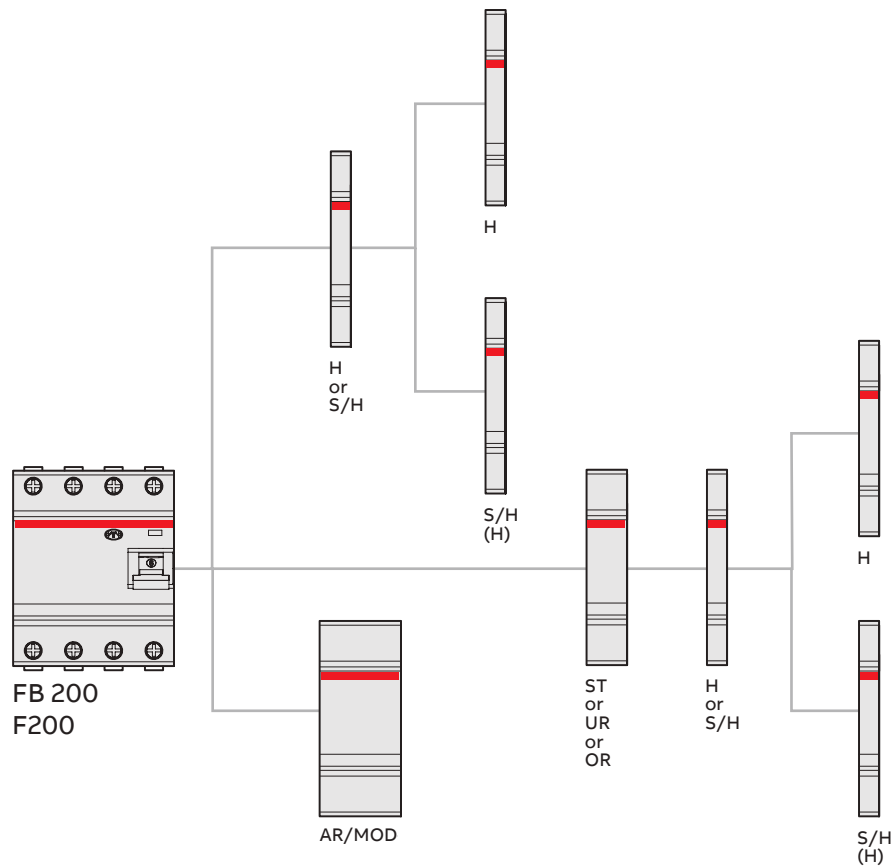 H
H
or
S/H
S/H
(H)
H
FB 200
F200
ST
or
UR
or
OR
H
or
S/H
AR/MOD
S/H
(H)